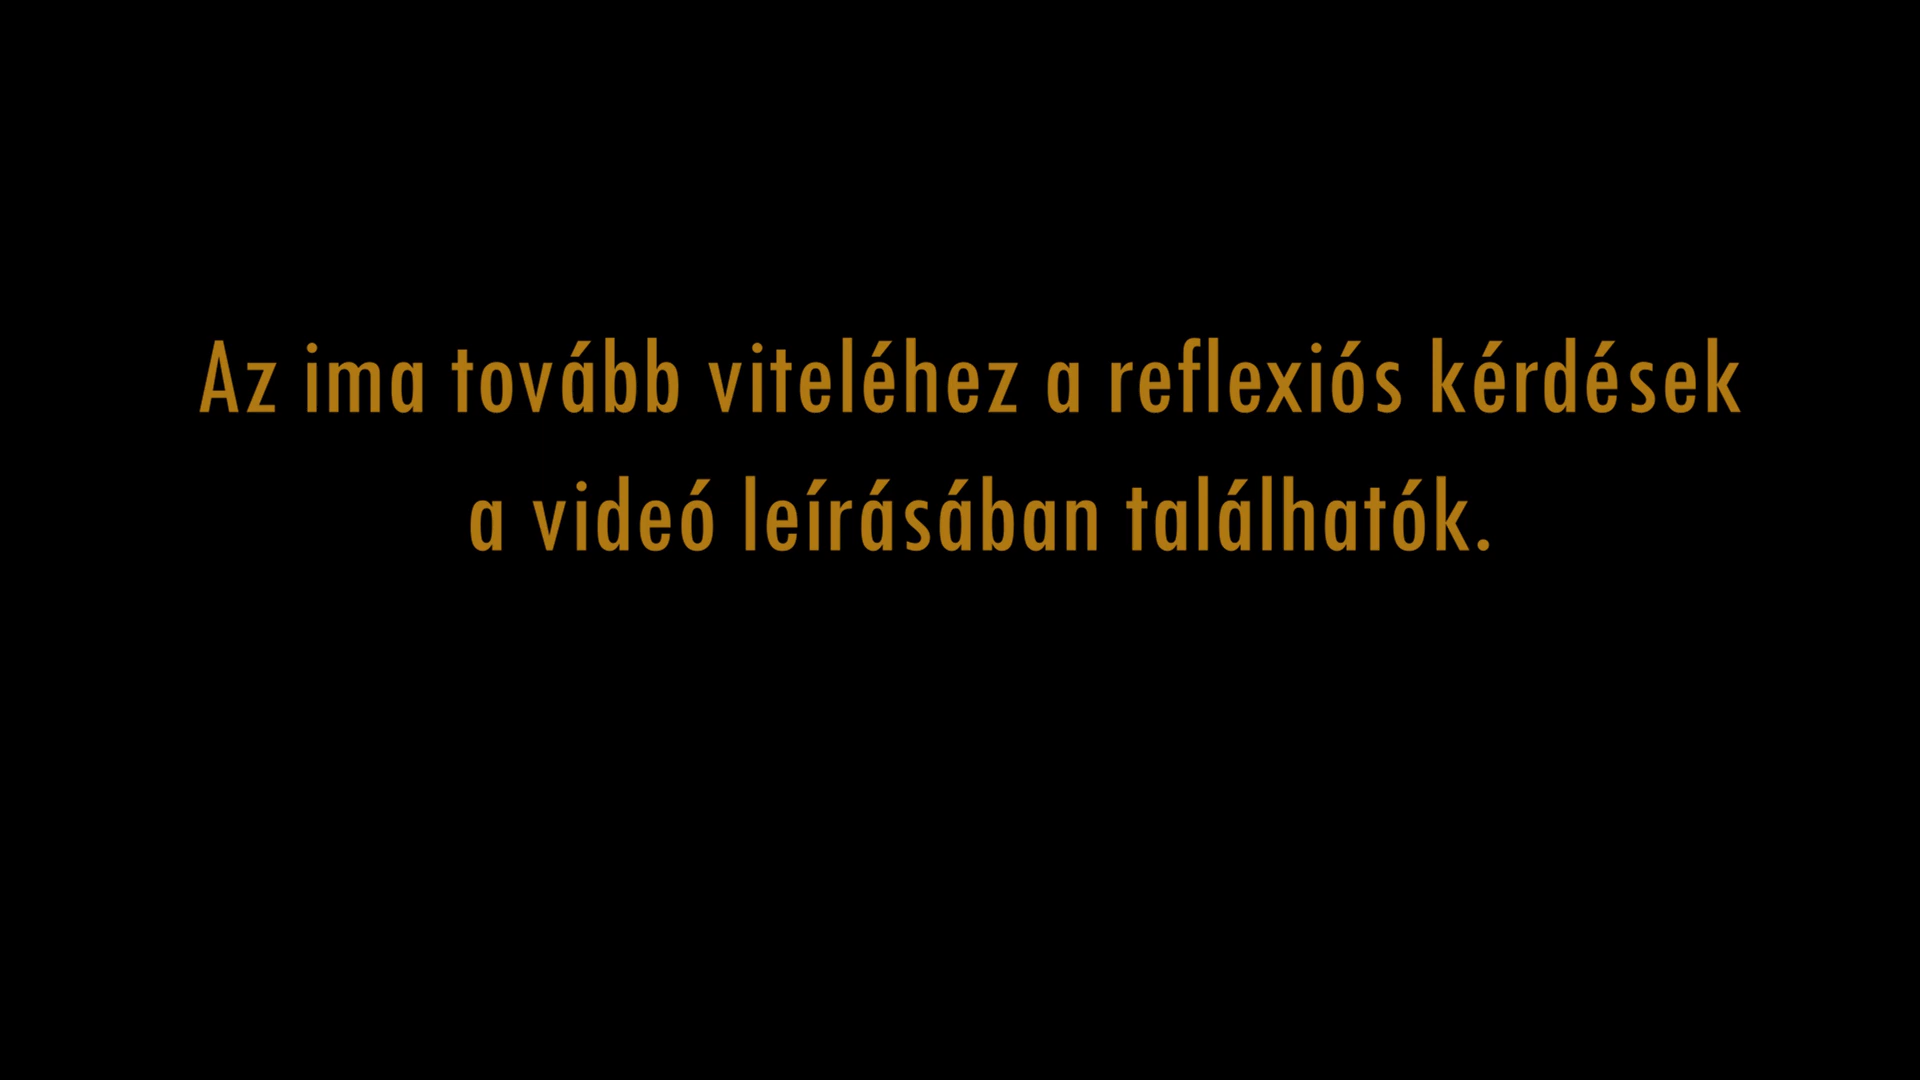 Az ima tovább viteléhez a reflexiós kérdések
a videó leírásában találhatók.